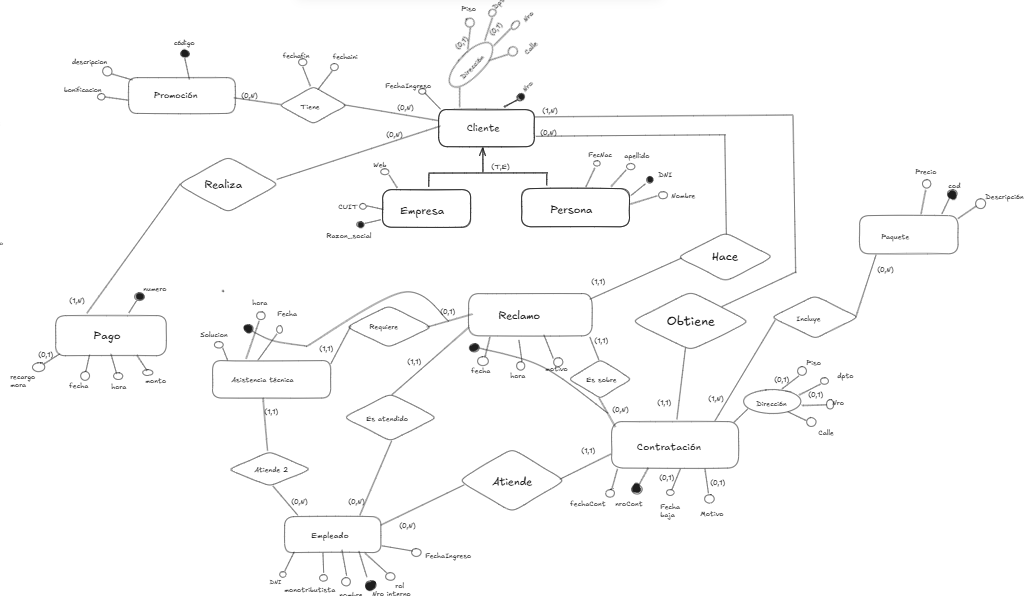 Piso
Dpto
Nro
Calle
(0,1)
(0,1)
Dirección
código
descripcion
bonificacion
Promoción
(0,N)
fechafin
fechaini
Tiene
(0,N)
FechaIngreso
Nro
Cliente
(1,N)
(0,N)
(0,N)
(T,E)
Realiza
Web
CUIT
Razon_social
Empresa
FecNac
apellido
DNI
Nombre
Persona
Precio
cod
Descripción
Paquete
(0,N)
Hace
(1,1)
(1,N)
numero
Pago
(0,1)
recargo
mora
fecha
hora
monto
hora
Fecha
Solucion
Asistencia técnica
(1,1)
Requiere
(0,1)
Reclamo
Obtiene
Incluye
(1,1)
(1,1)
fecha
hora
motivo
Es sobre
(0,N)
(1,1)
(1,N)
Piso
dpto
(0,1)
(0,1)
Nro
Dirección
Calle
(1,1)
Es atendido
Contratación
Atiende 2
(0,N)
(0,N)
Atiende
(1,1)
(0,N)
fechaCont
nroCont
(0,1)
Fecha
baja
(0,1)
Motivo
Empleado
FechaIngreso
DNI
monotributista
nombre
Nro_interno
rol